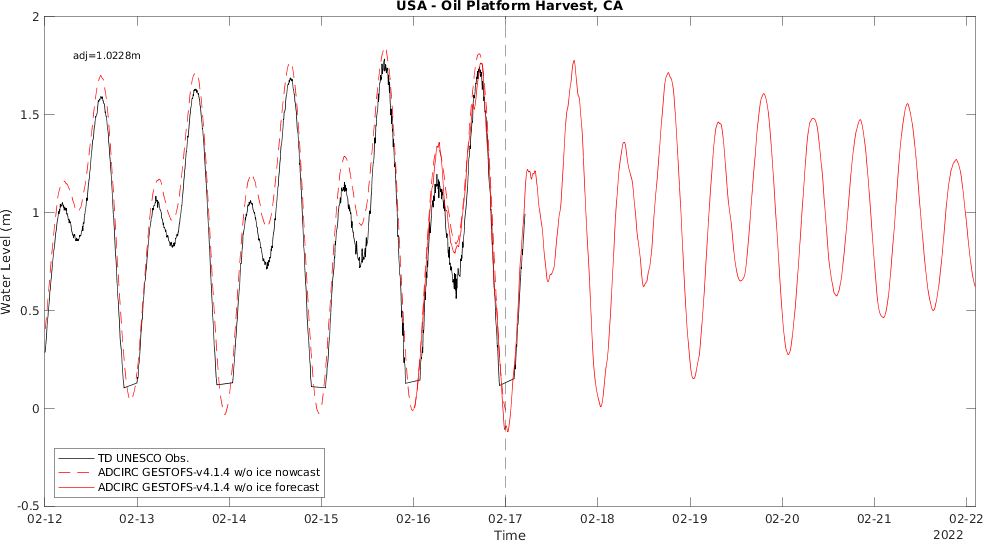 USA - Oil Platform Harvest, CA
adj=1.0228m
2
1.5
1
0.5
0
-0.5
Water Level (m)
TD UNESCO Obs.
ADCIRC GESTOFS-v4.1.4 w/o ice nowcast
ADCIRC GESTOFS-v4.1.4 w/o ice forecast
02-12 02-13 02-14 02-15 02-16 02-17 02-18 02-19 02-20 02-21 02-22
Time
2022